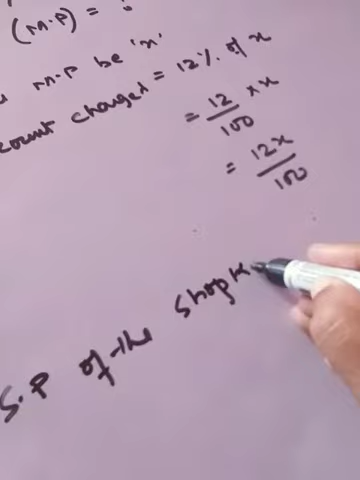 (M.P) = ?
M.P be 'x'
count charged = 12% of x
= 12/100 × x
= 12x/100
S.P of the shopk